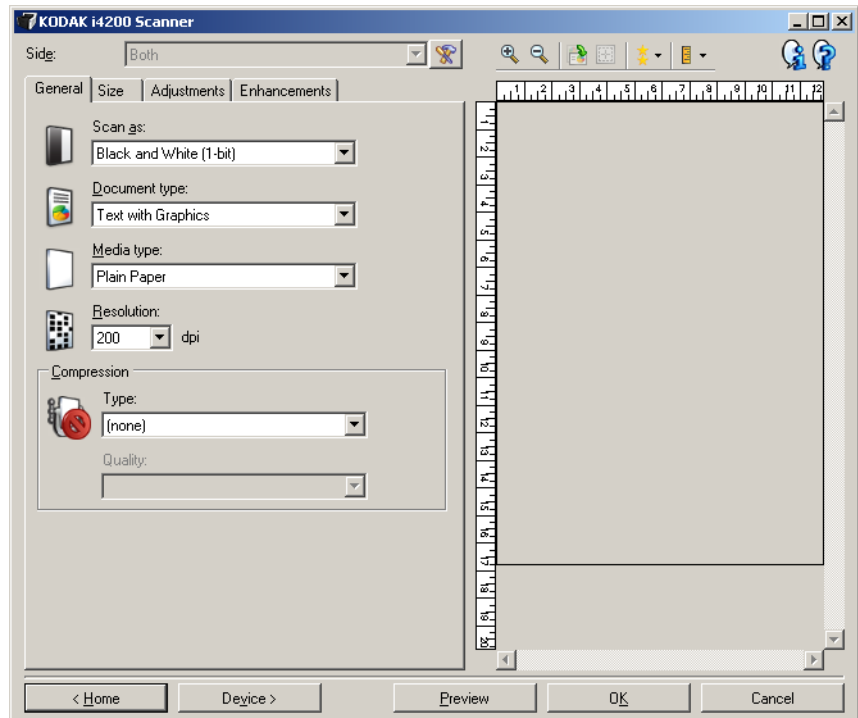 KODAK i4200 Scanner
Side: Both
General Size Adjustments Enhancements
Scan as:
Black and White (1-bit)
Document type:
Text with Graphics
Media type:
Plain Paper
Resolution:
200 dpi
Compression
Type:
(none)
Quality:
1 2 3 4 5 6 7 8 9 10 11 12
1
2
3
4
5
6
7
8
9
10
11
12
13
14
15
16
17
18
19
20
< Home Device > Preview OK Cancel